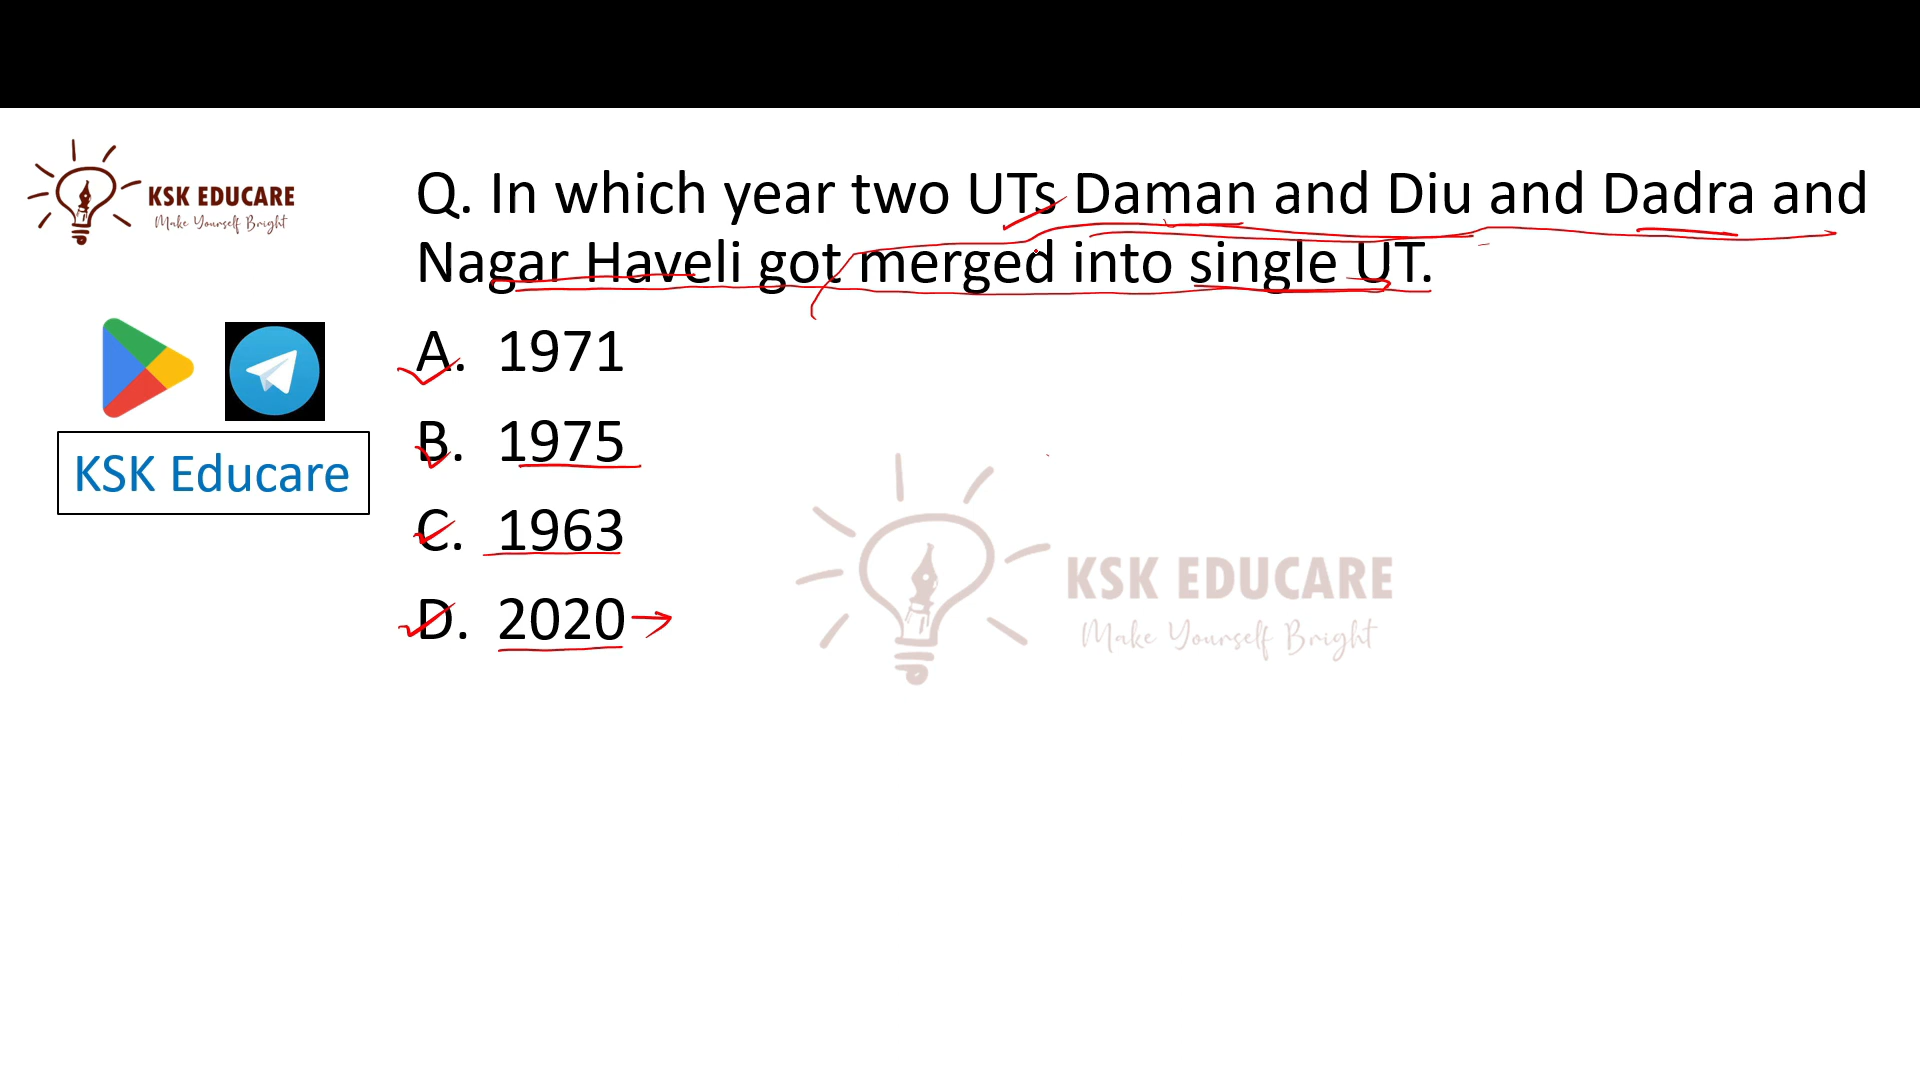 KSK EDUCARE
Make Yourself Bright
Q. In which year two UTs Daman and Diu and Dadra and
Nagar Haveli got merged into single UT.
A. 1971
B. 1975
C. 1963
D. 2020
KSK Educare
KSK EDUCARE
Make Yourself Bright